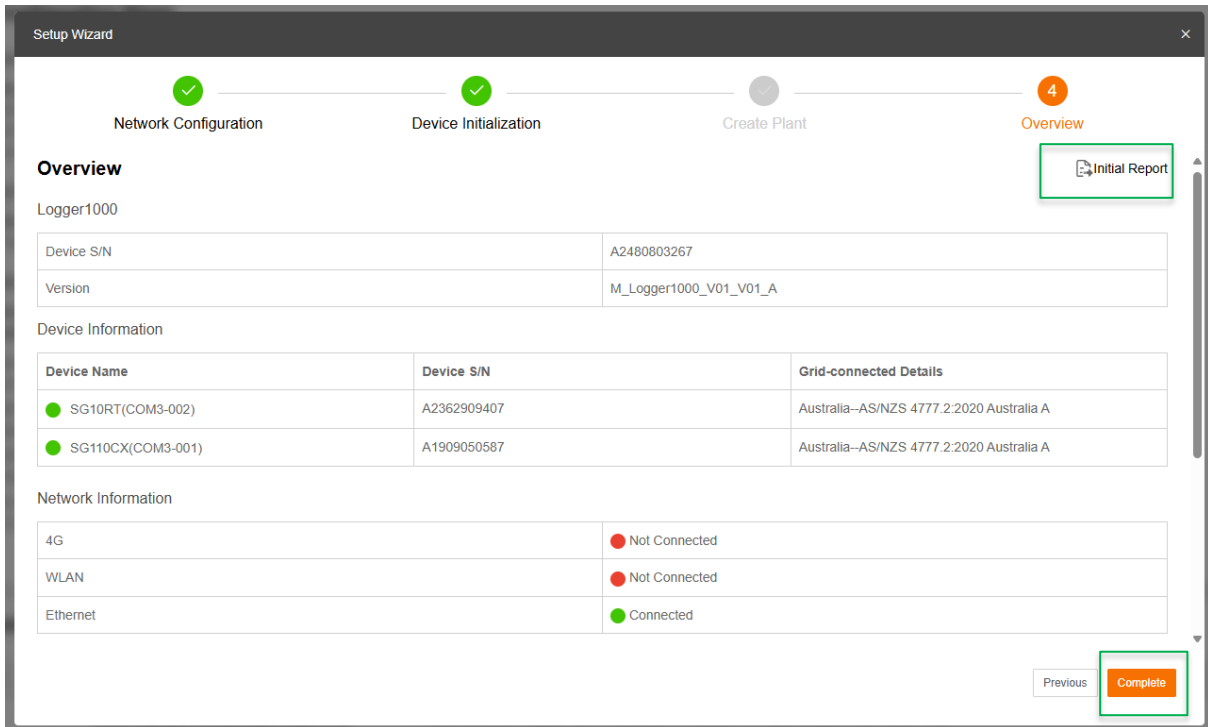 Setup Wizard
Network Configuration
Device Initialization
Create Plant
4
Overview
Overview
Initial Report
Logger1000
Device S/N A2480803267
Version M_Logger1000_V01_V01_A
Device Information
Device Name Device S/N Grid-connected Details
SG10RT(COM3-002) A2362909407 Australia--AS/NZS 4777.2:2020 Australia A
SG110CX(COM3-001) A1909050587 Australia--AS/NZS 4777.2:2020 Australia A
Network Information
4G Not Connected
WLAN Not Connected
Ethernet Connected
Previous Complete